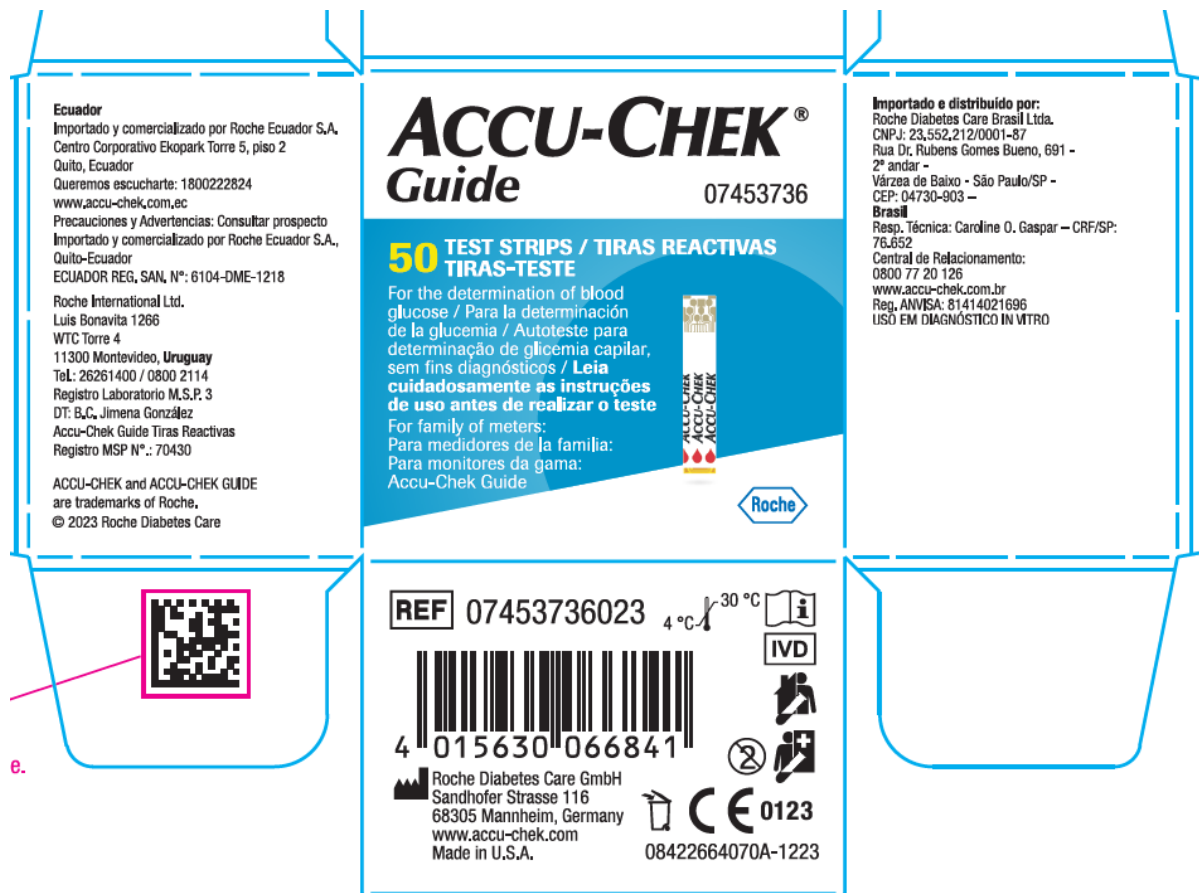 Ecuador
Importado y comercializado por Roche Ecuador S.A.
Centro Corporativo Ekopark Torre 5, piso 2
Quito, Ecuador
Queremos escucharte: 1800222824
www.accu-chek.com.ec
Precauciones y Advertencias: Consultar prospecto
Importado y comercializado por Roche Ecuador S.A.,
Quito-Ecuador
ECUADOR REG. SAN. N°: 6104-DME-1218
Roche International Ltd.
Luis Bonavita 1266
WTC Torre 4
11300 Montevideo, Uruguay
Tel.: 26261400 / 0800 2114
Registro Laboratorio M.S.P. 3
DT: B.C. Jimena González
Accu-Chek Guide Tiras Reactivas
Registro MSP N°.: 70430
ACCU-CHEK and ACCU-CHEK GUIDE
are trademarks of Roche.
© 2023 Roche Diabetes Care
ACCU-CHEK®
Guide 07453736
50 TEST STRIPS / TIRAS REACTIVAS
TIRAS-TESTE
For the determination of blood
glucose / Para la determinación
de la glucemia / Autoteste para
determinação de glicemia capilar,
sem fins diagnósticos / Leia
cuidadosamente as instruções
de uso antes de realizar o teste
For family of meters:
Para medidores de la familia:
Para monitores da gama:
Accu-Chek Guide
ACCU-CHEK
ACCU-CHEK
ACCU-CHEK
Roche
Importado e distribuído por:
Roche Diabetes Care Brasil Ltda.
CNPJ: 23.552.212/0001-87
Rua Dr. Rubens Gomes Bueno, 691 -
2º andar -
Várzea de Baixo - São Paulo/SP -
CEP: 04730-903 –
Brasil
Resp. Técnica: Caroline O. Gaspar – CRF/SP:
76.652
Central de Relacionamento:
0800 77 20 126
www.accu-chek.com.br
Reg. ANVISA: 81414021696
USO EM DIAGNÓSTICO IN VITRO
e.
REF 07453736023 4 °C 30 °C i
IVD
4 015630 066841
2
Roche Diabetes Care GmbH
Sandhofer Strasse 116
68305 Mannheim, Germany
www.accu-chek.com
Made in U.S.A.
CE 0123
08422664070A-1223